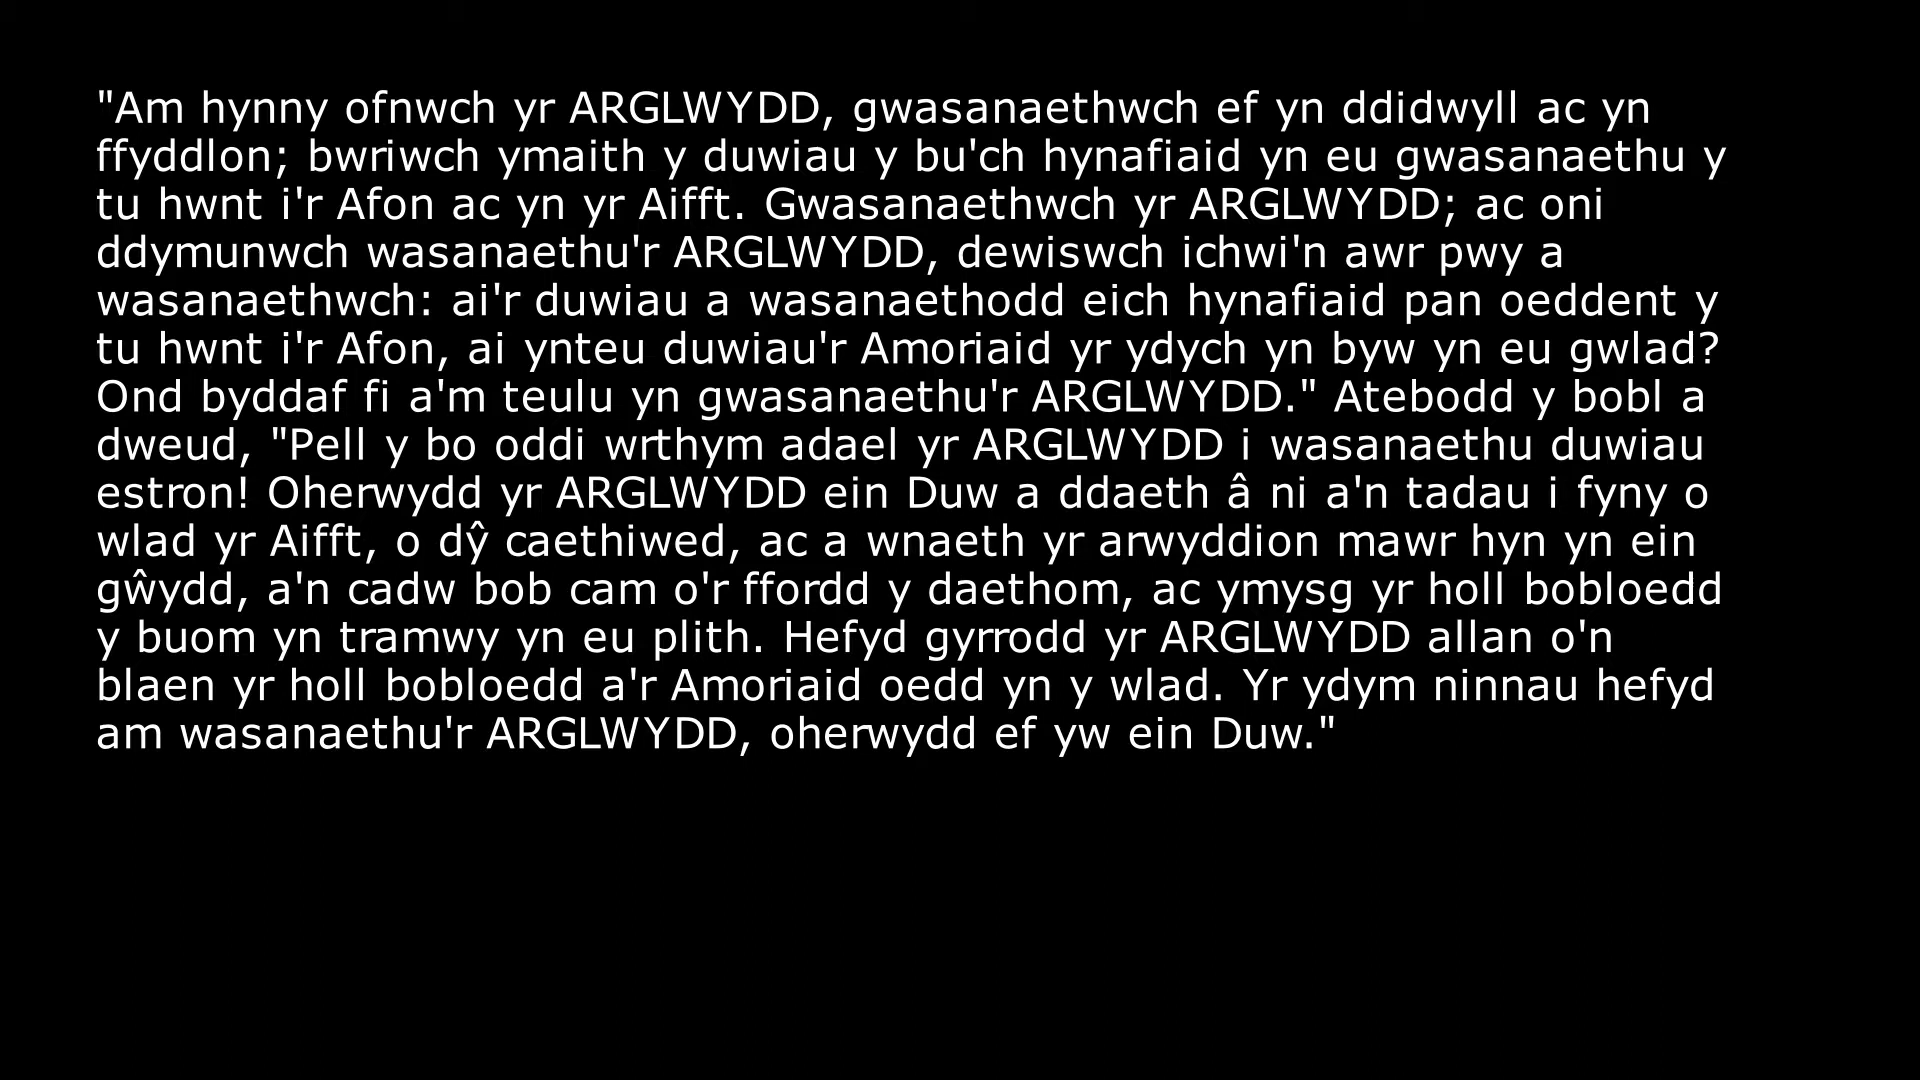 "Am hynny ofnwch yr ARGLWYDD, gwasanaethwch ef yn ddidwyll ac yn
ffyddlon; bwriwch ymaith y duwiau y bu'ch hynafiaid yn eu gwasanaethu y
tu hwnt i'r Afon ac yn yr Aifft. Gwasanaethwch yr ARGLWYDD; ac oni
ddymunwch wasanaethu'r ARGLWYDD, dewiswch ichwi'n awr pwy a
wasanaethwch: ai'r duwiau a wasanaethodd eich hynafiaid pan oeddent y
tu hwnt i'r Afon, ai ynteu duwiau'r Amoriaid yr ydych yn byw yn eu gwlad?
Ond byddaf fi a'm teulu yn gwasanaethu'r ARGLWYDD." Atebodd y bobl a
dweud, "Pell y bo oddi wrthym adael yr ARGLWYDD i wasanaethu duwiau
estron! Oherwydd yr ARGLWYDD ein Duw a ddaeth â ni a'n tadau i fyny o
wlad yr Aifft, o dŷ caethiwed, ac a wnaeth yr arwyddion mawr hyn yn ein
gŵydd, a'n cadw bob cam o'r ffordd y daethom, ac ymysg yr holl bobloedd
y buom yn tramwy yn eu plith. Hefyd gyrrodd yr ARGLWYDD allan o'n
blaen yr holl bobloedd a'r Amoriaid oedd yn y wlad. Yr ydym ninnau hefyd
am wasanaethu'r ARGLWYDD, oherwydd ef yw ein Duw."